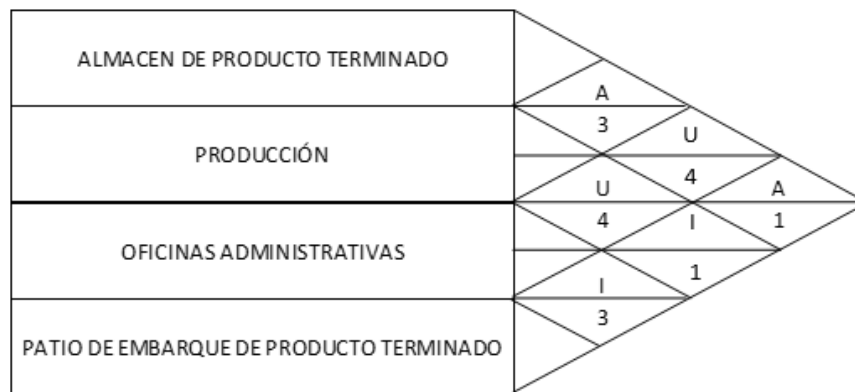 ALMACEN DE PRODUCTO TERMINADO
A
3
PRODUCCIÓN
U
4
U
4
A
1
OFICINAS ADMINISTRATIVAS
I
1
I
3
PATIO DE EMBARQUE DE PRODUCTO TERMINADO